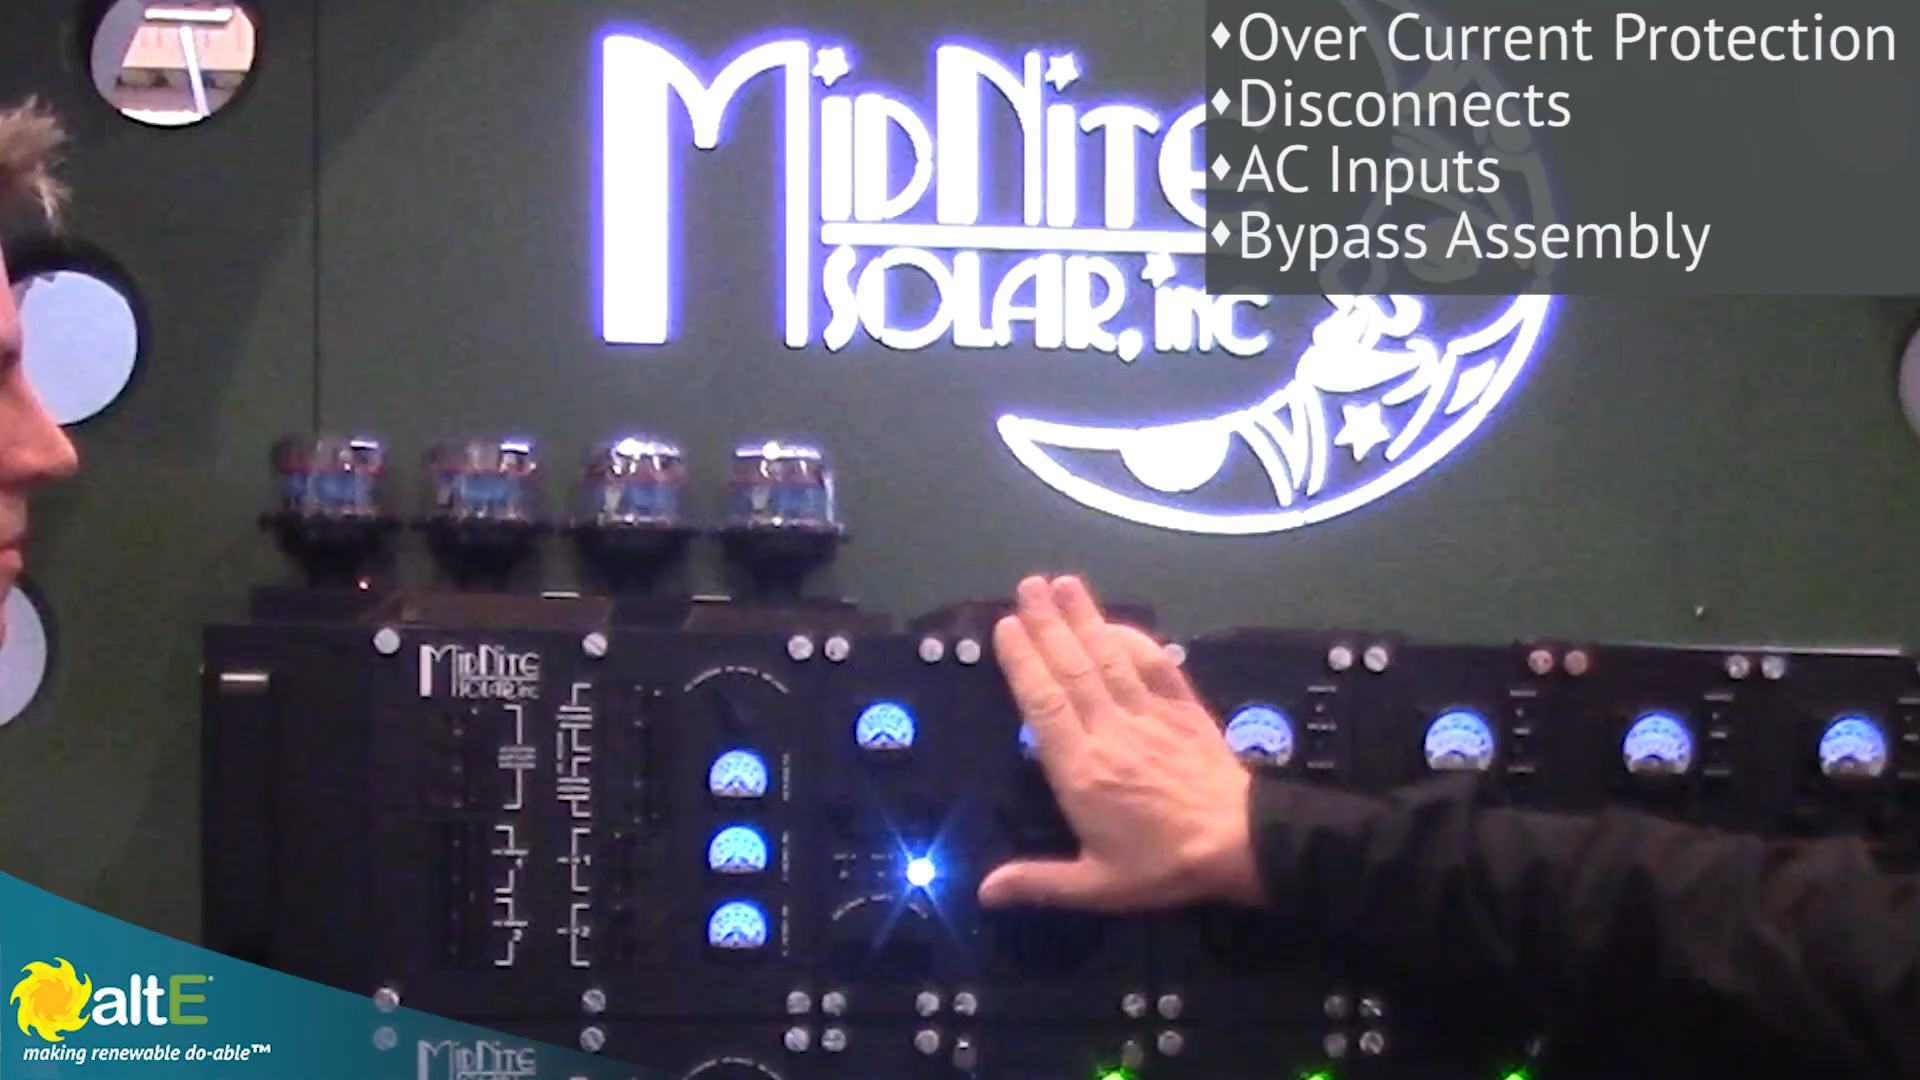 ♦Over Current Protection
♦Disconnects
♦AC Inputs
♦Bypass Assembly
MidNite
SOLAR, inc
MidNite
SOLAR, inc
altE
making renewable do-able™
MidNite